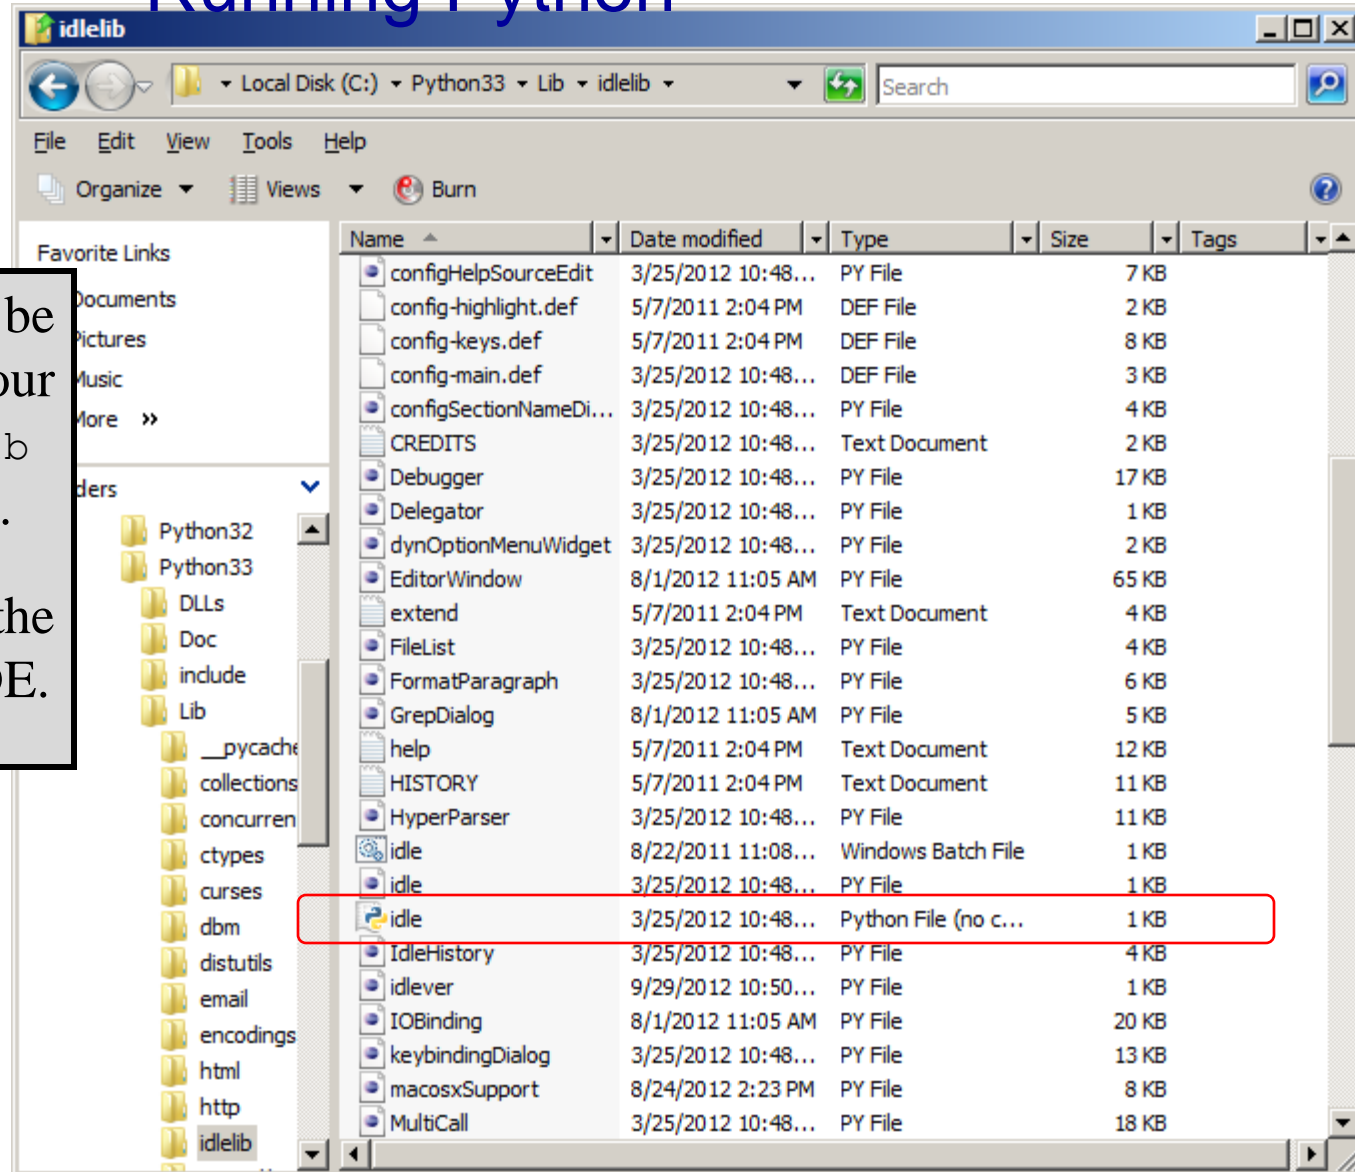 Running Python
idlelib
Local Disk (C:) Python33 Lib idlelib
Search
File Edit View Tools Help
Organize Views Burn
Favorite Links
Documents
Pictures
Music
More »
be
our
b
.
the
DE.
Folders
Python32
Python33
DLLs
Doc
include
Lib
__pycache
collections
concurren
ctypes
curses
dbm
distutils
email
encodings
html
http
idlelib
Name Date modified Type Size Tags
configHelpSourceEdit 3/25/2012 10:48... PY File 7 KB
config-highlight.def 5/7/2011 2:04 PM DEF File 2 KB
config-keys.def 5/7/2011 2:04 PM DEF File 8 KB
config-main.def 3/25/2012 10:48... DEF File 3 KB
configSectionNameDi... 3/25/2012 10:48... PY File 4 KB
CREDITS 3/25/2012 10:48... Text Document 2 KB
Debugger 3/25/2012 10:48... PY File 17 KB
Delegator 3/25/2012 10:48... PY File 1 KB
dynOptionMenuWidget 3/25/2012 10:48... PY File 2 KB
EditorWindow 8/1/2012 11:05 AM PY File 65 KB
extend 5/7/2011 2:04 PM Text Document 4 KB
FileList 3/25/2012 10:48... PY File 4 KB
FormatParagraph 3/25/2012 10:48... PY File 6 KB
GrepDialog 8/1/2012 11:05 AM PY File 5 KB
help 5/7/2011 2:04 PM Text Document 12 KB
HISTORY 5/7/2011 2:04 PM Text Document 11 KB
HyperParser 3/25/2012 10:48... PY File 11 KB
idle 8/22/2011 11:08... Windows Batch File 1 KB
idle 3/25/2012 10:48... PY File 1 KB
idle 3/25/2012 10:48... Python File (no c... 1 KB
IdleHistory 3/25/2012 10:48... PY File 4 KB
idlever 9/29/2012 10:50... PY File 1 KB
IOBinding 8/1/2012 11:05 AM PY File 20 KB
keybindingDialog 3/25/2012 10:48... PY File 13 KB
macosxSupport 8/24/2012 2:23 PM PY File 8 KB
MultiCall 3/25/2012 10:48... PY File 18 KB